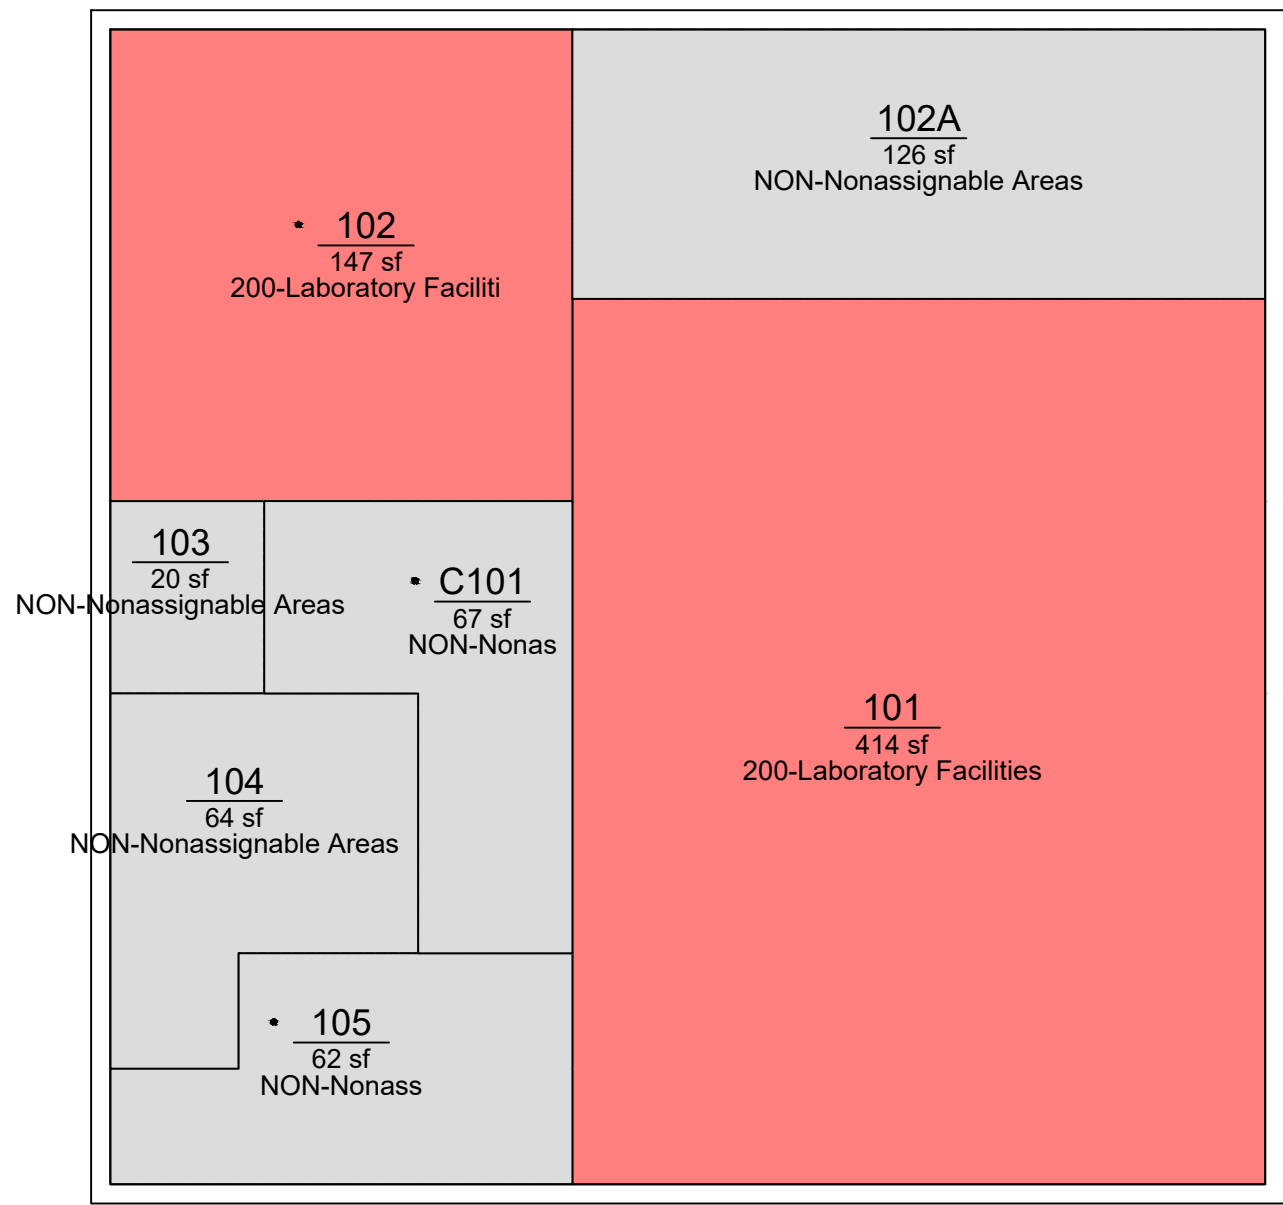 102A
126 sf
NON-Nonassignable Areas
102
147 sf
200-Laboratory Faciliti
103
20 sf
NON-Nonassignable Areas
C101
67 sf
NON-Nonas
101
414 sf
200-Laboratory Facilities
104
64 sf
NON-Nonassignable Areas
105
62 sf
NON-Nonass